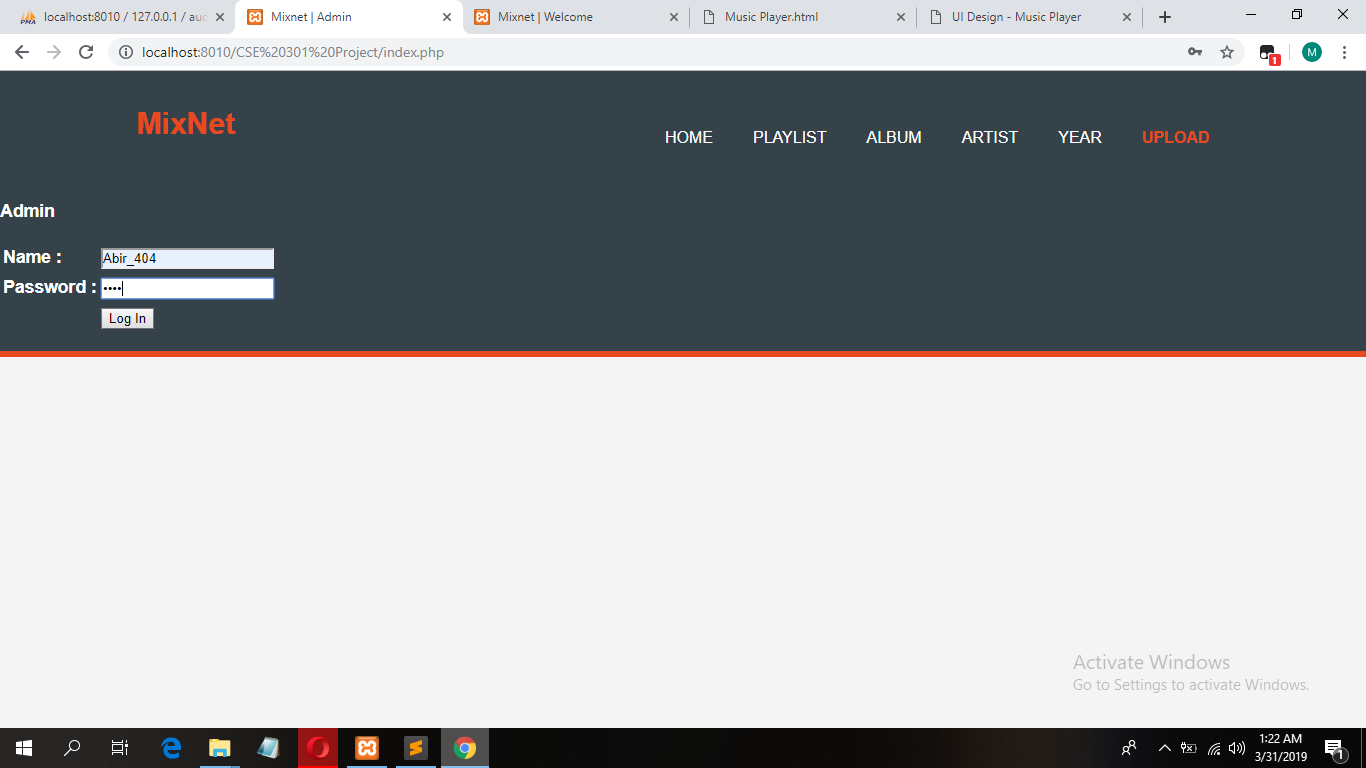 localhost:8010 / 127.0.0.1 / au
Mixnet | Admin
Mixnet | Welcome
Music Player.html
UI Design - Music Player
localhost:8010/CSE%20301%20Project/index.php
M
1
MixNet
HOME PLAYLIST ALBUM ARTIST YEAR UPLOAD
Admin
Name : Abir_404
Password : ••••
Log In
Activate Windows
Go to Settings to activate Windows.
1:22 AM
3/31/2019
1